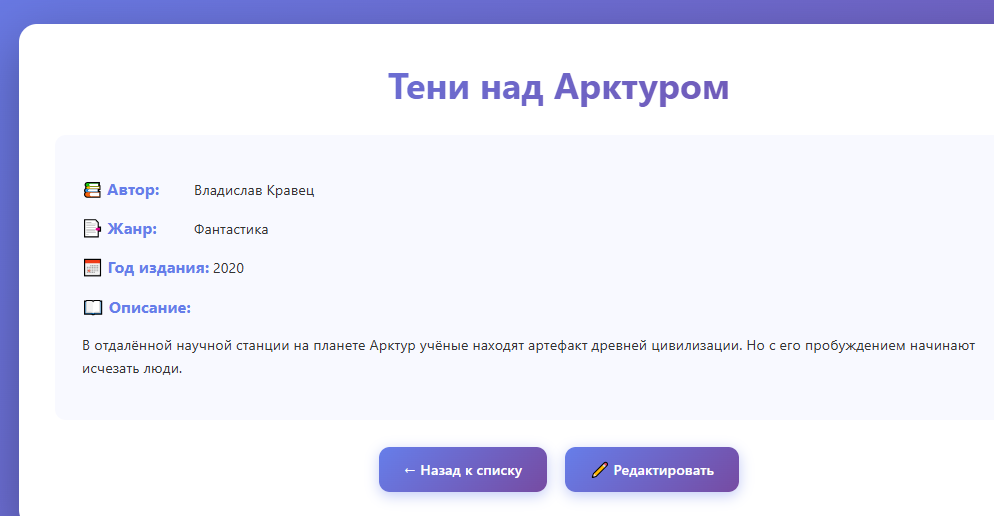 Тени над Арктуром
Автор: Владислав Кравец
Жанр: Фантастика
Год издания: 2020
Описание:
В отдалённой научной станции на планете Арктур учёные находят артефакт древней цивилизации. Но с его пробуждением начинают
исчезать люди.
← Назад к списку
Редактировать